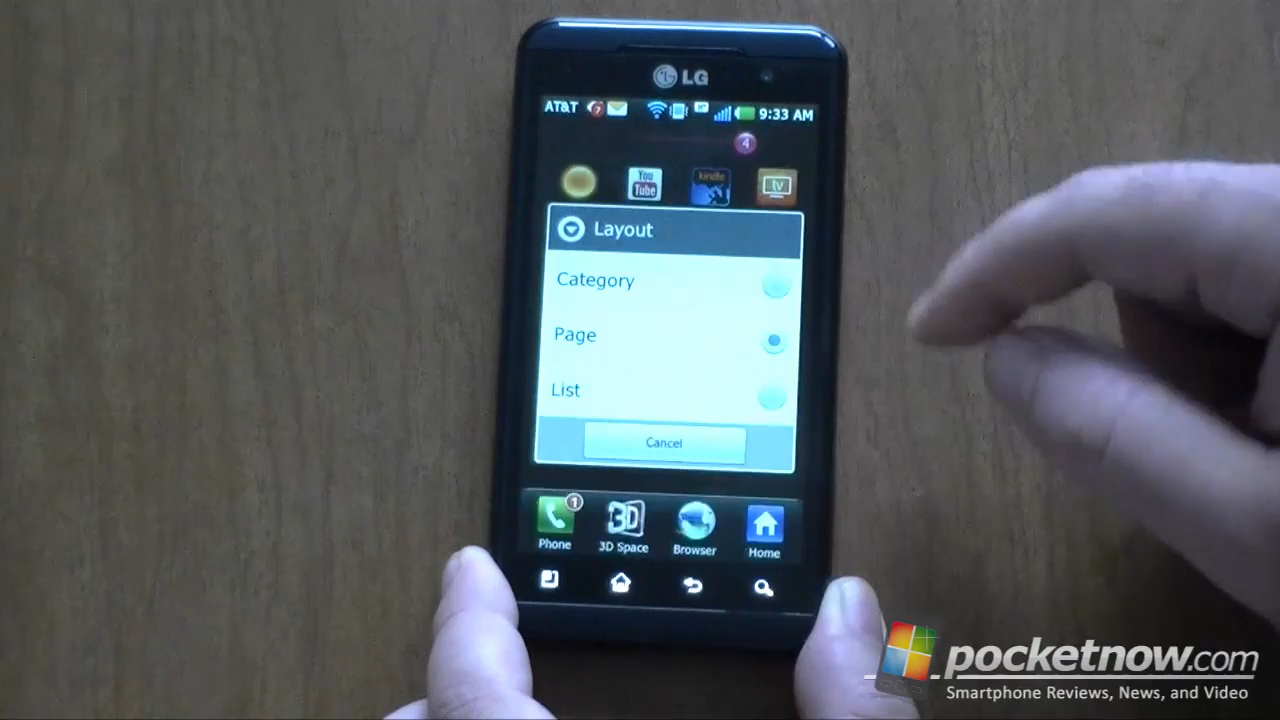 LG
AT&T 7 9:33 AM
4
You Tube kindle tv
Layout
Category
Page
List
Cancel
1
Phone 3D Space Browser Home
pocketnow.com
Smartphone Reviews, News, and Video